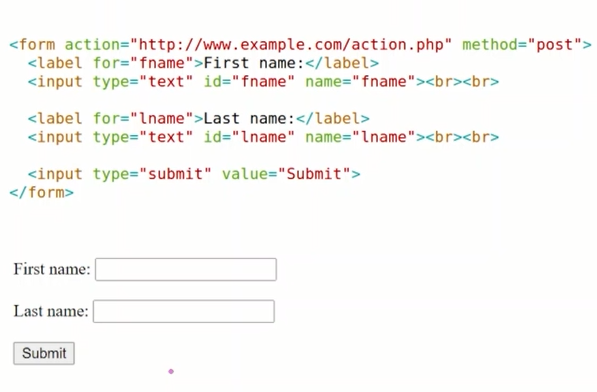 <form action="http://www.example.com/action.php" method="post">
<label for="fname">First name:</label>
<input type="text" id="fname" name="fname"><br><br>
<label for="lname">Last name:</label>
<input type="text" id="lname" name="lname"><br><br>
<input type="submit" value="Submit">
</form>
First name:
Last name:
Submit